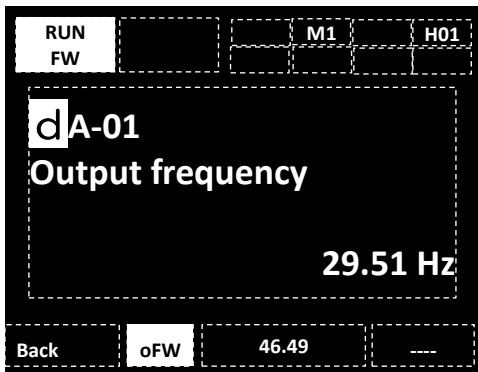 RUN M1 H01
FW
dA-01
Output frequency
29.51 Hz
Back oFW 46.49 ----